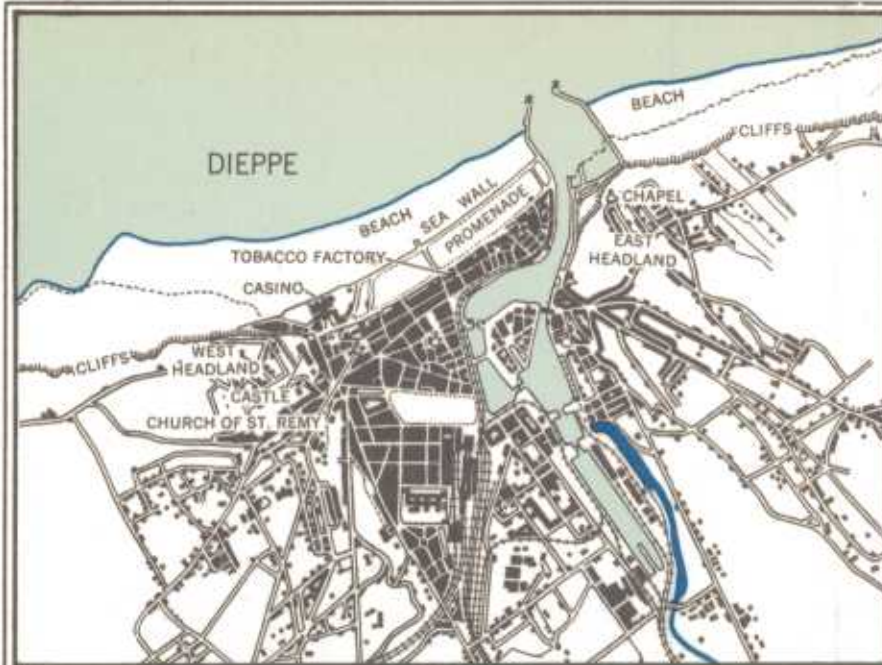 DIEPPE
BEACH
CLIFFS
BEACH
SEA WALL
PROMENADE
CHAPEL
EAST
HEADLAND
TOBACCO FACTORY
CASINO
CLIFFS
WEST
HEADLAND
CASTLE
CHURCH OF ST. REMY